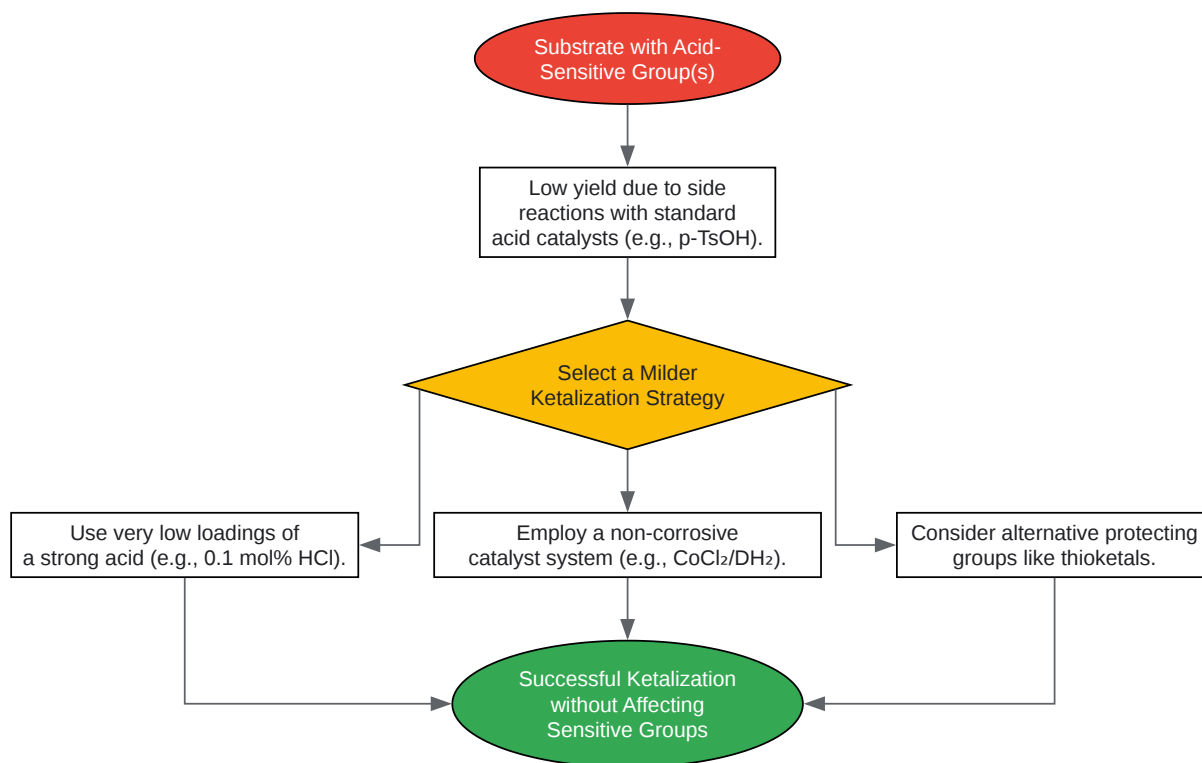 Substrate with Acid-
Sensitive Group(s)
Low yield due to side
reactions with standard
acid catalysts (e.g., p-TsOH).
Select a Milder
Ketalization Strategy
Use very low loadings of
a strong acid (e.g., 0.1 mol% HCl).
Employ a non-corrosive
catalyst system (e.g., CoCl₂/DH₂).
Consider alternative protecting
groups like thioketals.
Successful Ketalization
without Affecting
Sensitive Groups